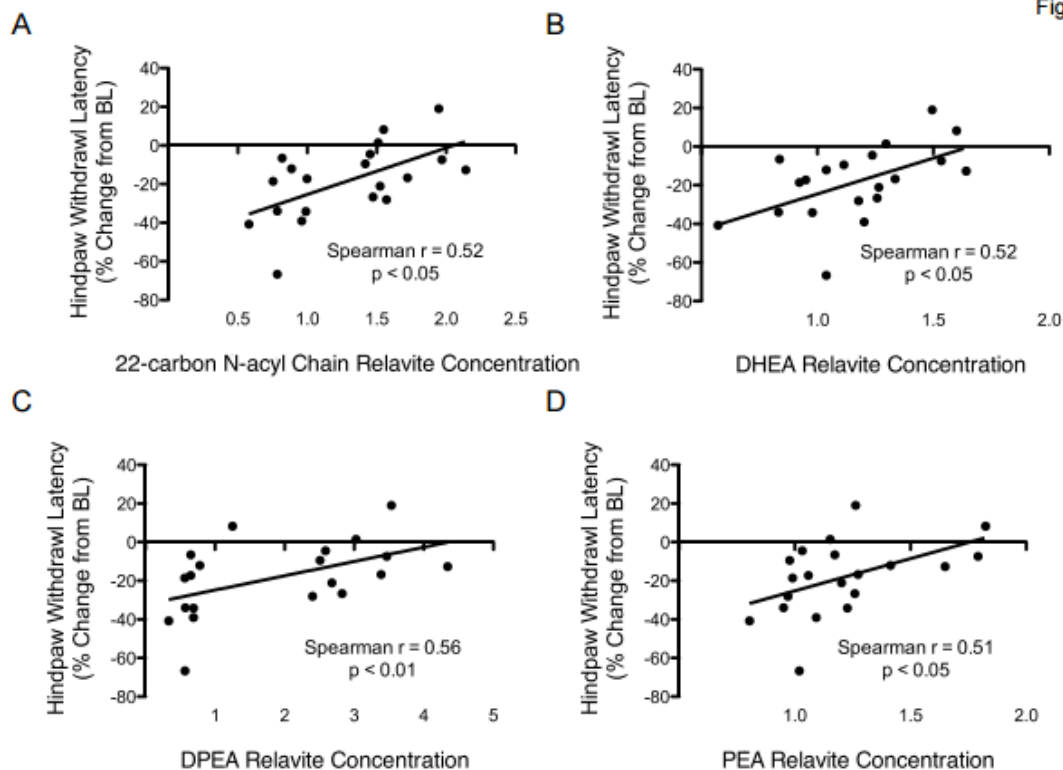 Fig
A
Hindpaw Withdrawl Latency
(% Change from BL)
40
20
0
-20
-40
-60
-80
Spearman r = 0.52
p < 0.05
0.5 1.0 1.5 2.0 2.5
22-carbon N-acyl Chain Relavite Concentration
B
Hindpaw Withdrawl Latency
(% Change from BL)
40
20
0
-20
-40
-60
-80
Spearman r = 0.52
p < 0.05
1.0 1.5 2.0
DHEA Relavite Concentration
C
Hindpaw Withdrawl Latency
(% Change from BL)
40
20
0
-20
-40
-60
-80
Spearman r = 0.56
p < 0.01
1 2 3 4 5
DPEA Relavite Concentration
D
Hindpaw Withdrawl Latency
(% Change from BL)
40
20
0
-20
-40
-60
-80
Spearman r = 0.51
p < 0.05
1.0 1.5 2.0
PEA Relavite Concentration